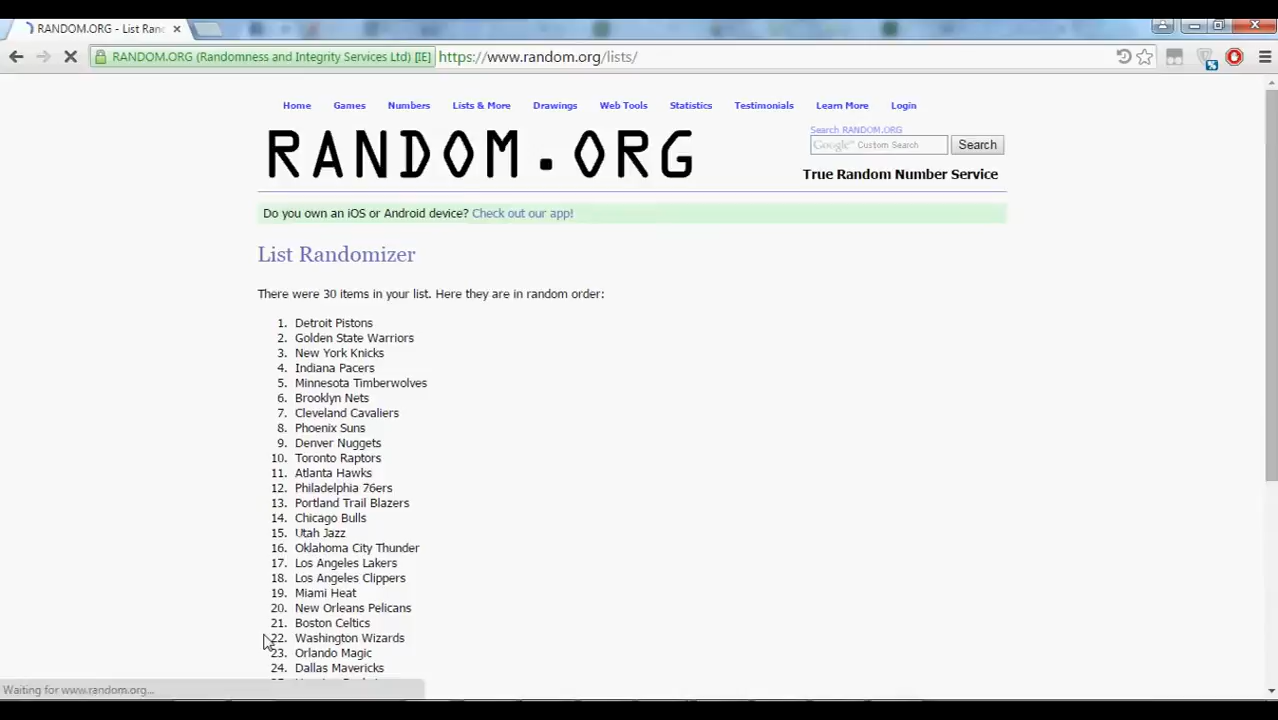 RANDOM.ORG - List Ran
RANDOM.ORG (Randomness and Integrity Services Ltd) [IE] https://www.random.org/lists/
Home Games Numbers Lists & More Drawings Web Tools Statistics Testimonials Learn More Login
RANDOM.ORG
Search RANDOM.ORG
Google™ Custom Search Search
True Random Number Service
Do you own an iOS or Android device? Check out our app!
List Randomizer
There were 30 items in your list. Here they are in random order:
1. Detroit Pistons
2. Golden State Warriors
3. New York Knicks
4. Indiana Pacers
5. Minnesota Timberwolves
6. Brooklyn Nets
7. Cleveland Cavaliers
8. Phoenix Suns
9. Denver Nuggets
10. Toronto Raptors
11. Atlanta Hawks
12. Philadelphia 76ers
13. Portland Trail Blazers
14. Chicago Bulls
15. Utah Jazz
16. Oklahoma City Thunder
17. Los Angeles Lakers
18. Los Angeles Clippers
19. Miami Heat
20. New Orleans Pelicans
21. Boston Celtics
22. Washington Wizards
23. Orlando Magic
24. Dallas Mavericks
Waiting for www.random.org...